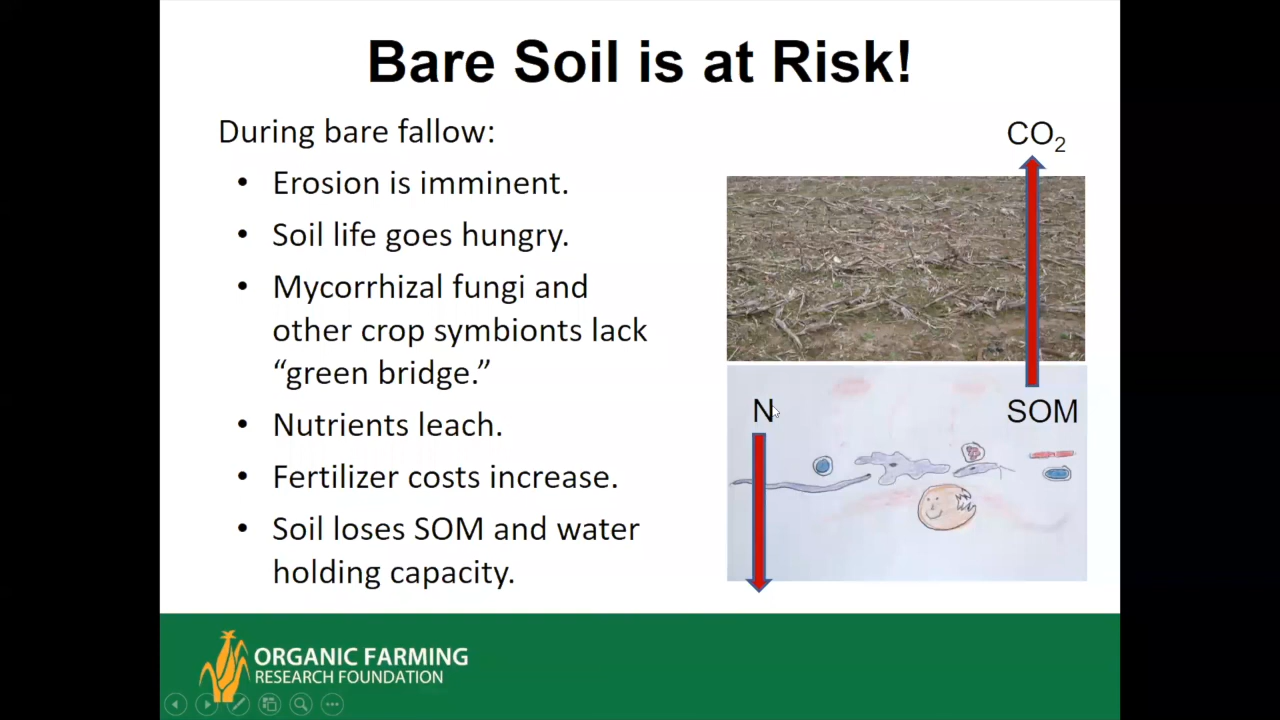 Bare Soil is at Risk!
During bare fallow:
• Erosion is imminent.
• Soil life goes hungry.
• Mycorrhizal fungi and
other crop symbionts lack
“green bridge.”
• Nutrients leach.
• Fertilizer costs increase.
• Soil loses SOM and water
holding capacity.
CO₂
N
SOM
ORGANIC FARMING
RESEARCH FOUNDATION